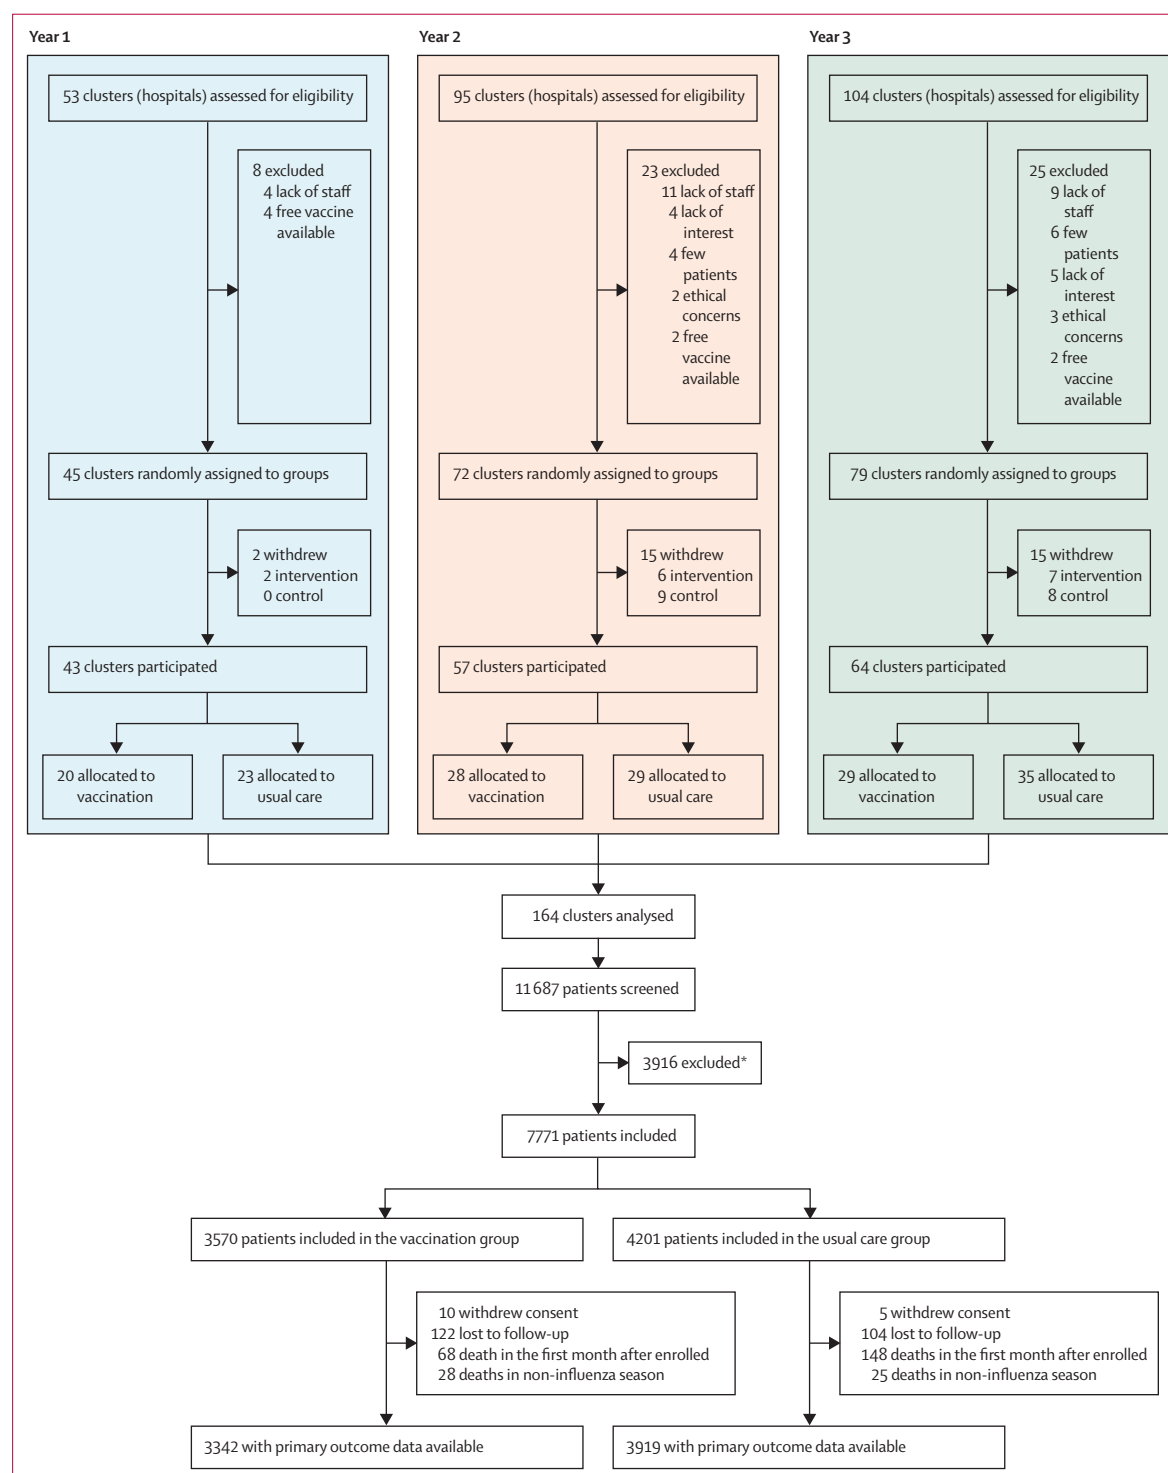 Year 1
53 clusters (hospitals) assessed for eligibility
8 excluded
4 lack of staff
4 free vaccine
available
45 clusters randomly assigned to groups
2 withdrew
2 intervention
0 control
43 clusters participated
20 allocated to
vaccination
23 allocated to
usual care
Year 2
95 clusters (hospitals) assessed for eligibility
23 excluded
11 lack of staff
4 lack of
interest
4 few
patients
2 ethical
concerns
2 free
vaccine
available
72 clusters randomly assigned to groups
15 withdrew
6 intervention
9 control
57 clusters participated
28 allocated to
vaccination
29 allocated to
usual care
Year 3
104 clusters (hospitals) assessed for eligibility
25 excluded
9 lack of
staff
6 few
patients
5 lack of
interest
3 ethical
concerns
2 free
vaccine
available
79 clusters randomly assigned to groups
15 withdrew
7 intervention
8 control
64 clusters participated
29 allocated to
vaccination
35 allocated to
usual care
164 clusters analysed
11 687 patients screened
3916 excluded*
7771 patients included
3570 patients included in the vaccination group
10 withdrew consent
122 lost to follow-up
68 death in the first month after enrolled
28 deaths in non-influenza season
3342 with primary outcome data available
4201 patients included in the usual care group
5 withdrew consent
104 lost to follow-up
148 deaths in the first month after enrolled
25 deaths in non-influenza season
3919 with primary outcome data available